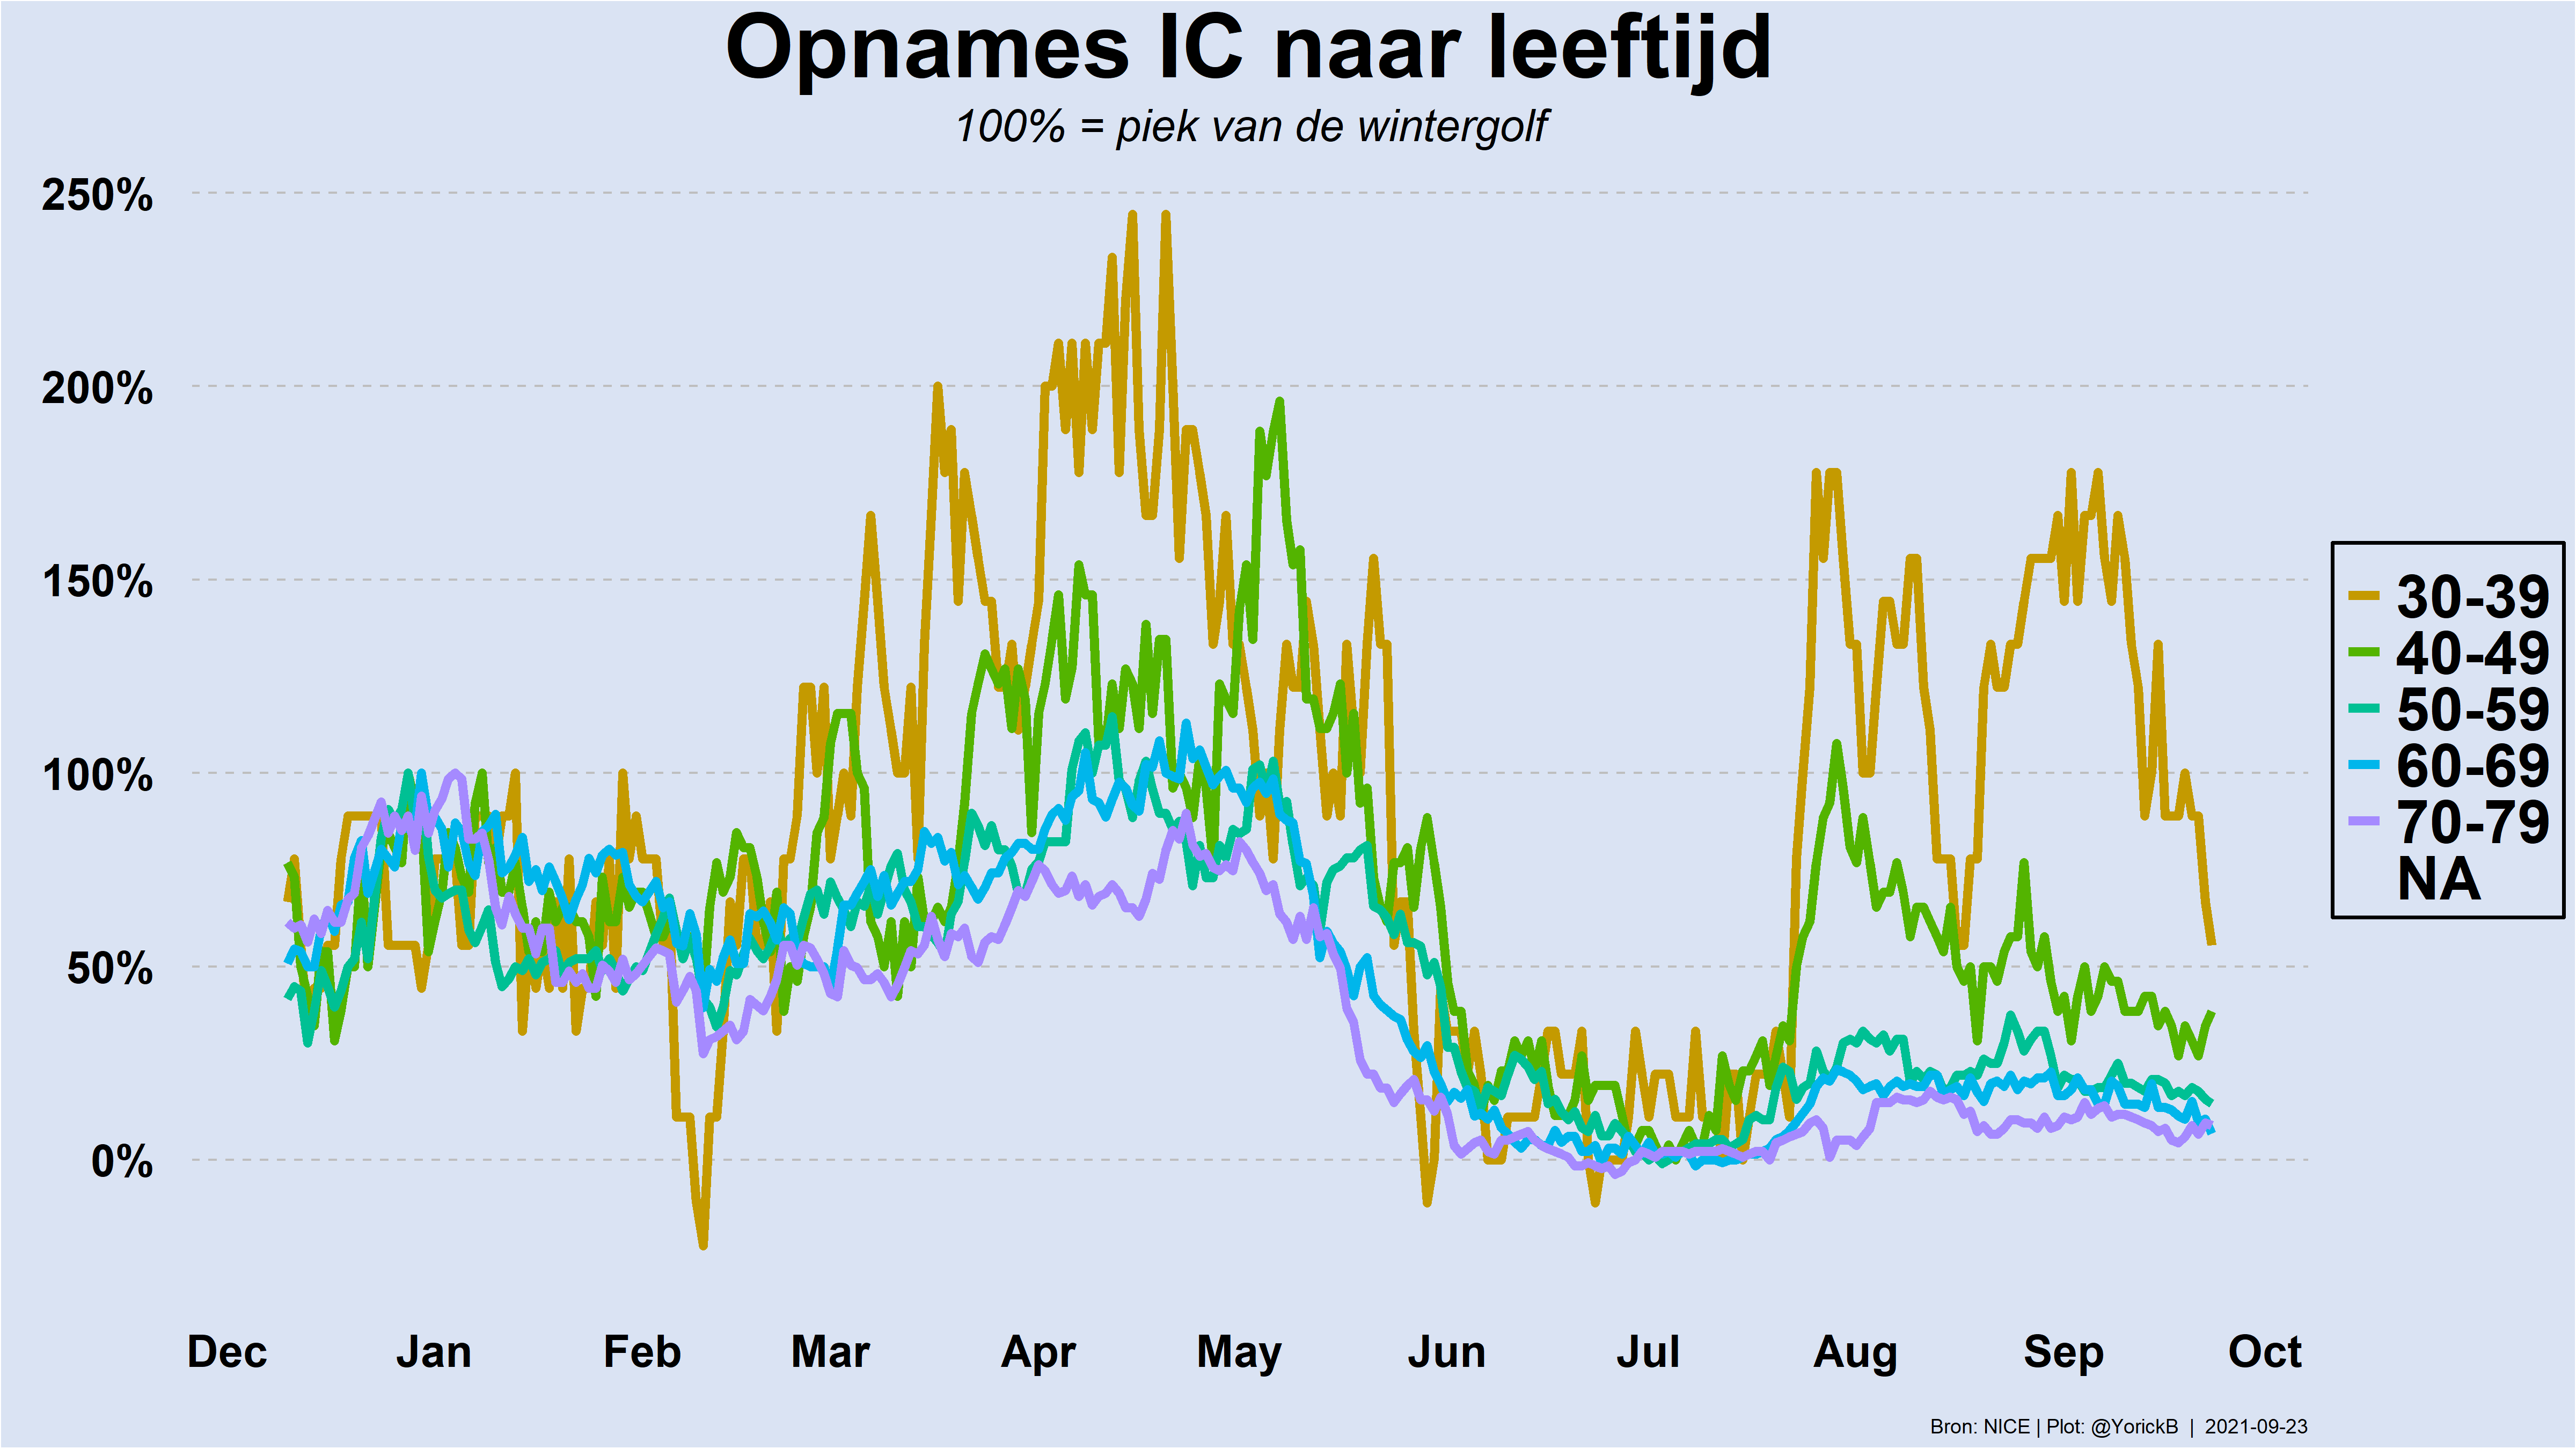 Opnames IC naar leeftijd
100% = piek van de wintergolf
250%
200%
150%
100%
50%
0%
30-39
40-49
50-59
60-69
70-79
NA
Dec Jan Feb Mar Apr May Jun Jul Aug Sep Oct
Bron: NICE | Plot: @YorickB | 2021-09-23